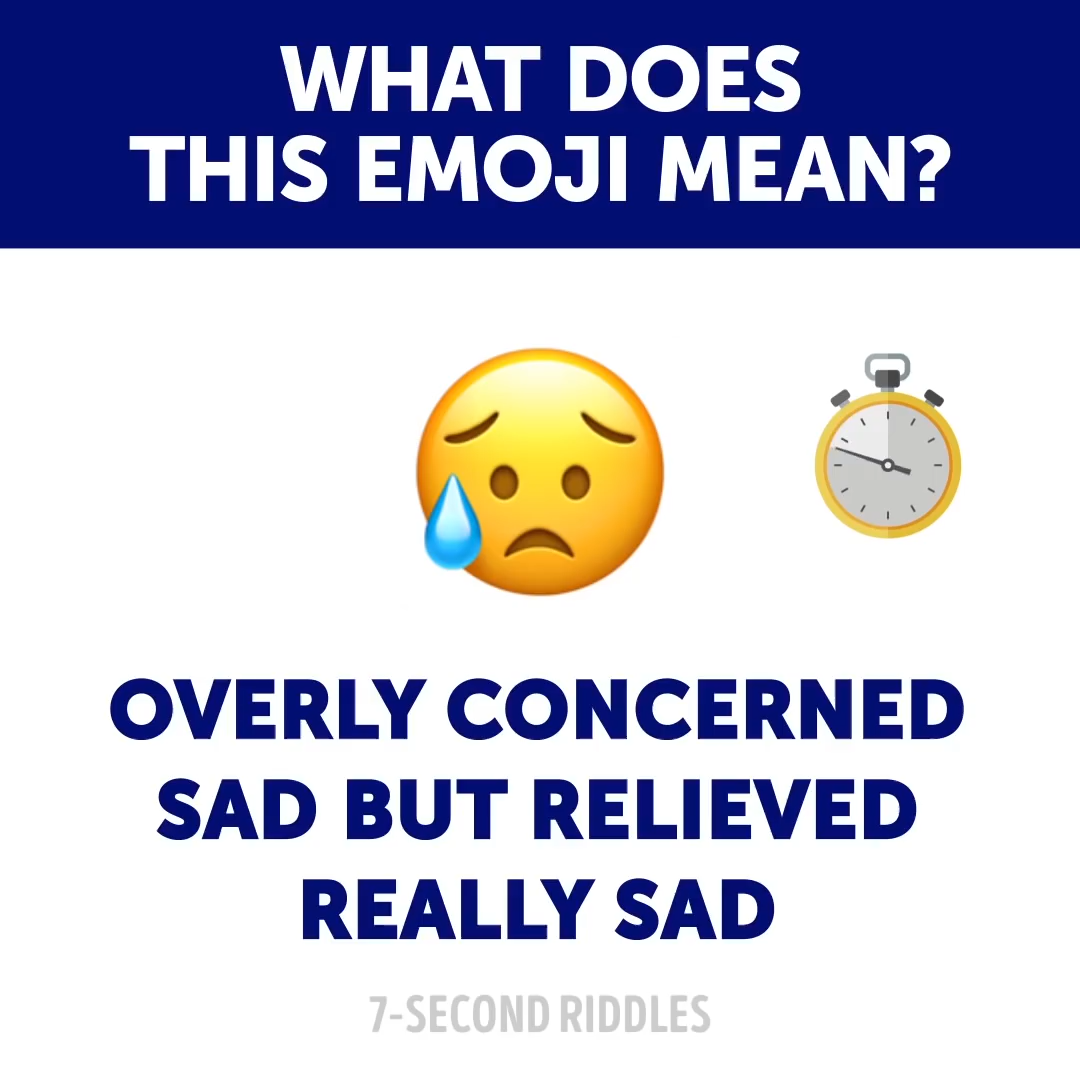 WHAT DOES
THIS EMOJI MEAN?
OVERLY CONCERNED
SAD BUT RELIEVED
REALLY SAD
7-SECOND RIDDLES